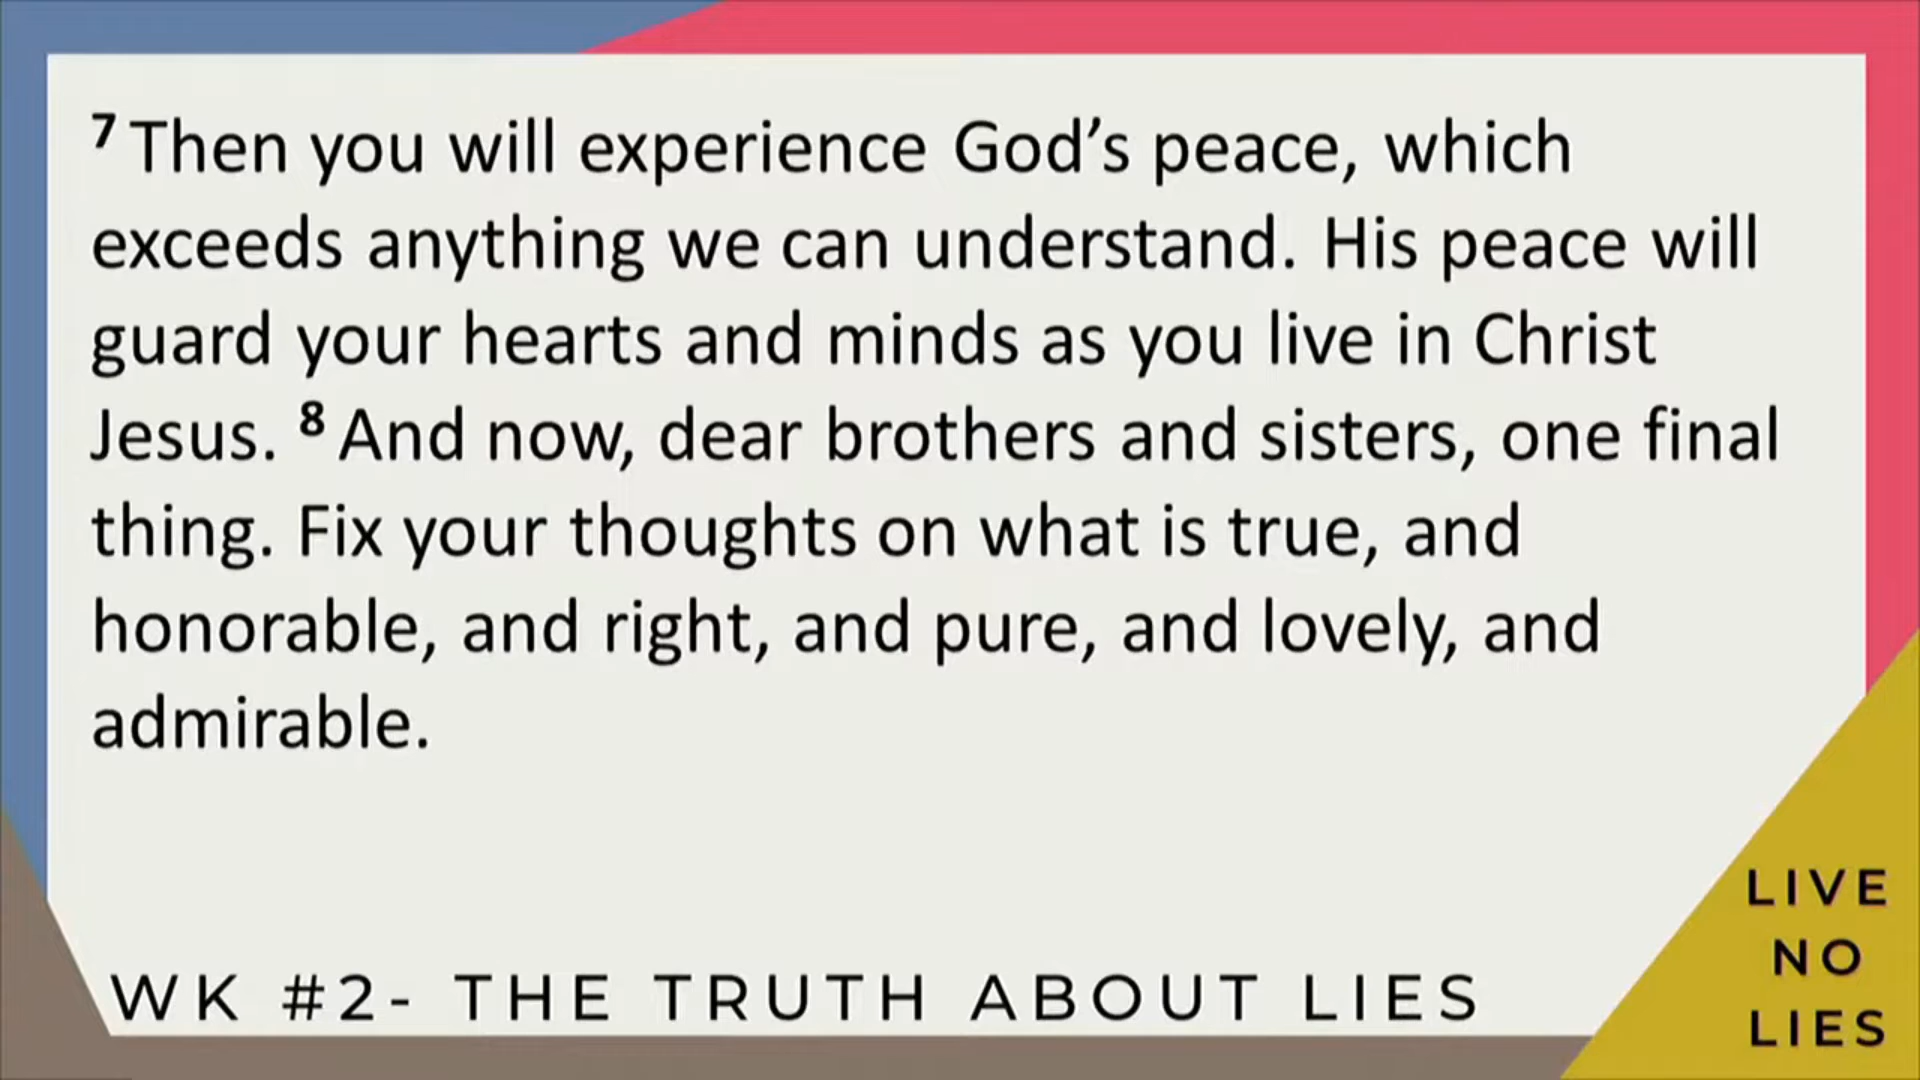 ⁷ Then you will experience God’s peace, which
exceeds anything we can understand. His peace will
guard your hearts and minds as you live in Christ
Jesus. ⁸ And now, dear brothers and sisters, one final
thing. Fix your thoughts on what is true, and
honorable, and right, and pure, and lovely, and
admirable.
WK #2- THE TRUTH ABOUT LIES
LIVE
NO
LIES